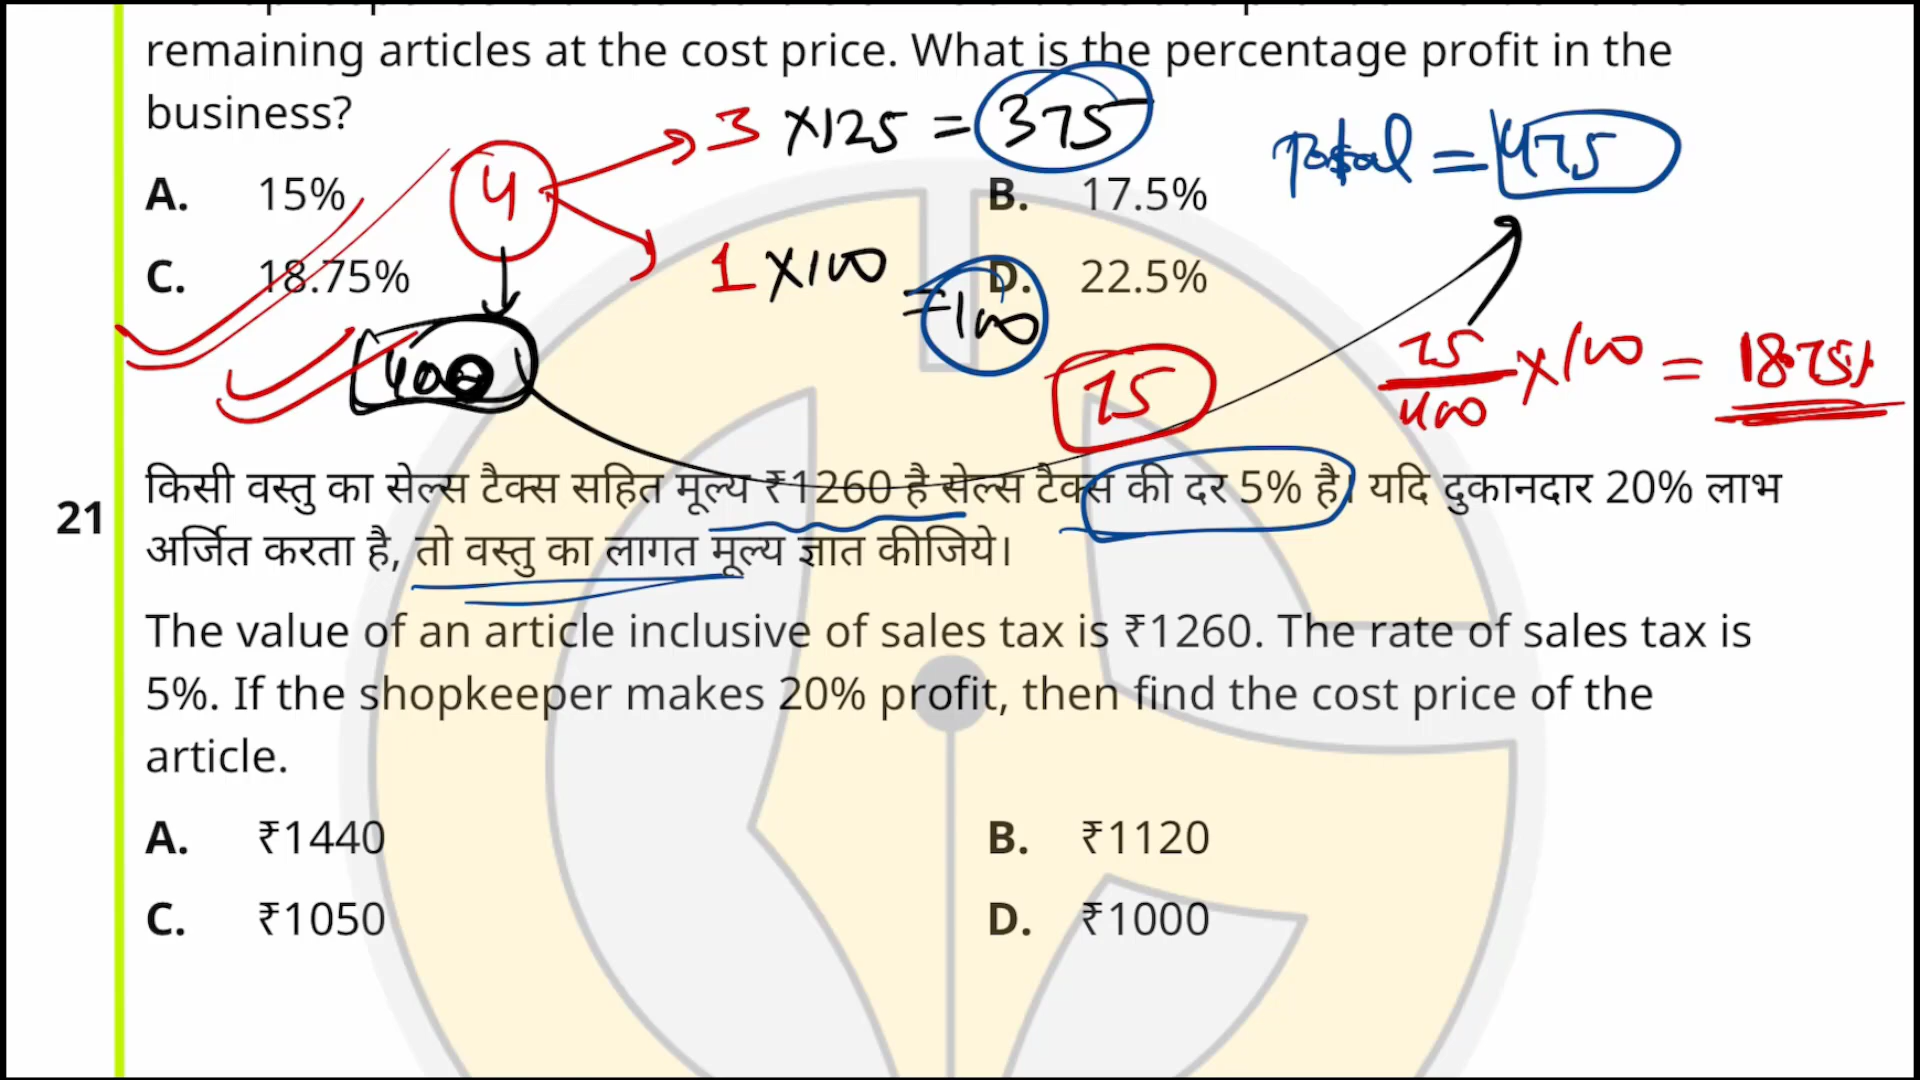 remaining articles at the cost price. What is the percentage profit in the
business?
3 ×125 = 375
Total = 475
4
A. 15%
B. 17.5%
1 ×100 = 100
C. 18.75%
D. 22.5%
400
75
75/400 ×100 = 18.75%
21
किसी वस्तु का सेल्स टैक्स सहित मूल्य ₹1260 है सेल्स टैक्स की दर 5% है। यदि दुकानदार 20% लाभ
अर्जित करता है, तो वस्तु का लागत मूल्य ज्ञात कीजिये।
The value of an article inclusive of sales tax is ₹1260. The rate of sales tax is
5%. If the shopkeeper makes 20% profit, then find the cost price of the
article.
A. ₹1440
B. ₹1120
C. ₹1050
D. ₹1000